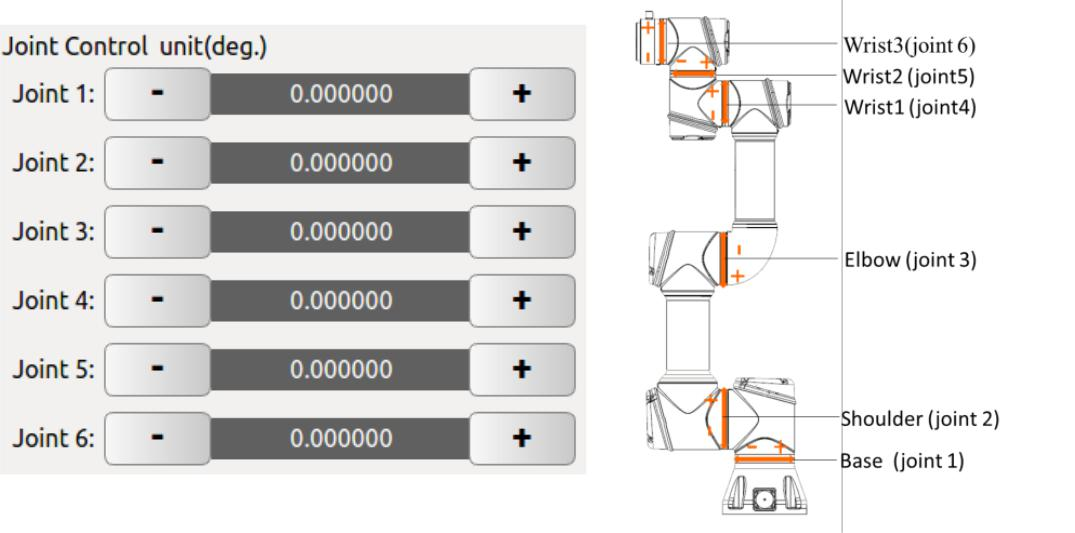 Joint Control unit(deg.)
Joint 1: - 0.000000 +
Joint 2: - 0.000000 +
Joint 3: - 0.000000 +
Joint 4: - 0.000000 +
Joint 5: - 0.000000 +
Joint 6: - 0.000000 +
Wrist3(joint 6)
Wrist2 (joint5)
Wrist1 (joint4)
Elbow (joint 3)
Shoulder (joint 2)
Base (joint 1)